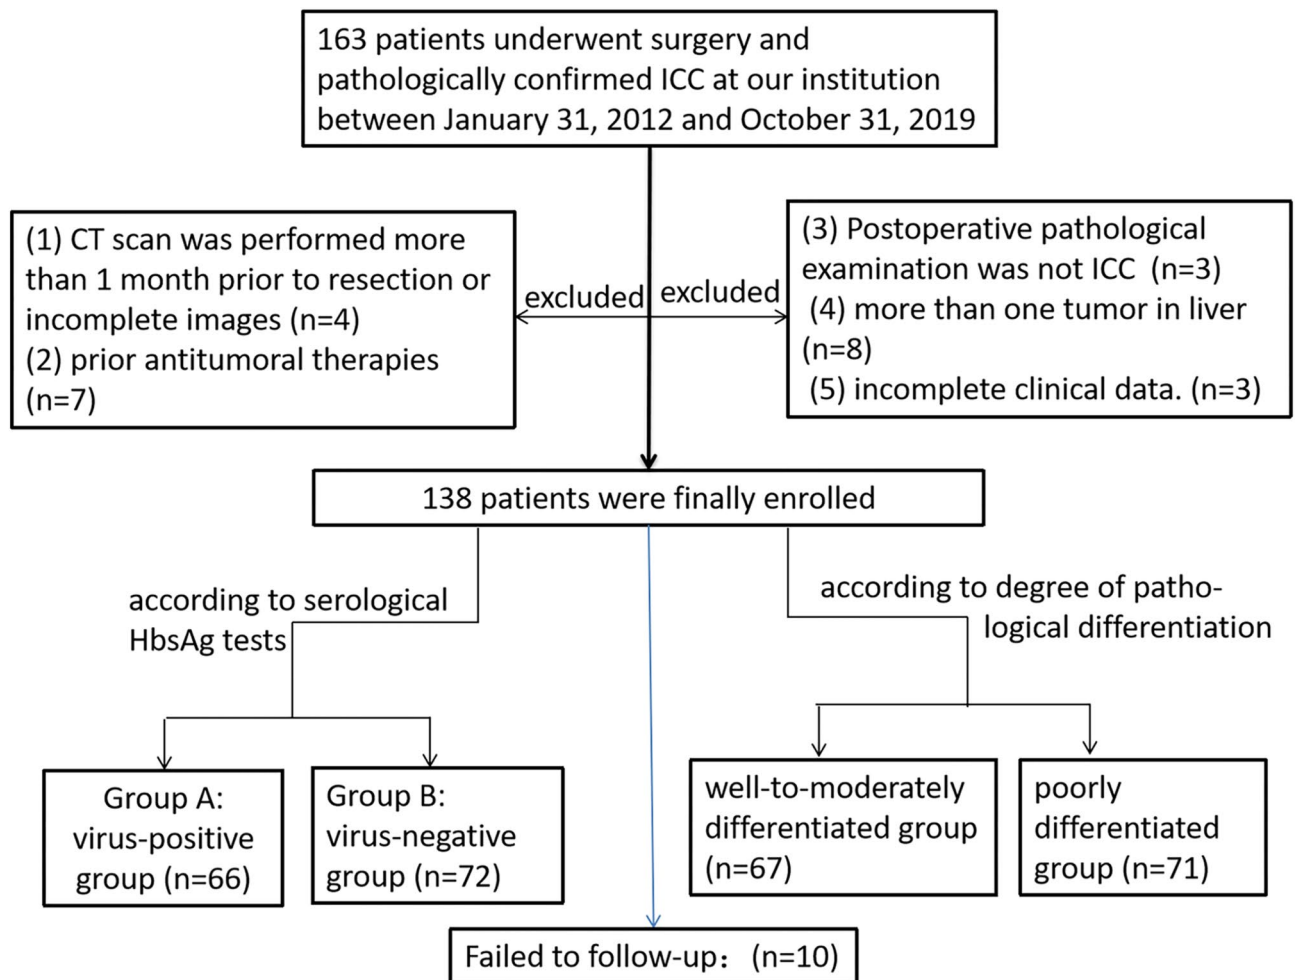 163 patients underwent surgery and
pathologically confirmed ICC at our institution
between January 31, 2012 and October 31, 2019
(1) CT scan was performed more
than 1 month prior to resection or
incomplete images (n=4)
(2) prior antitumoral therapies
(n=7)
excluded
excluded
(3) Postoperative pathological
examination was not ICC (n=3)
(4) more than one tumor in liver
(n=8)
(5) incomplete clinical data. (n=3)
138 patients were finally enrolled
according to serological
HbsAg tests
according to degree of patho-
logical differentiation
Group A:
virus-positive
group (n=66)
Group B:
virus-negative
group (n=72)
well-to-moderately
differentiated group
(n=67)
poorly
differentiated
group (n=71)
Failed to follow-up: (n=10)